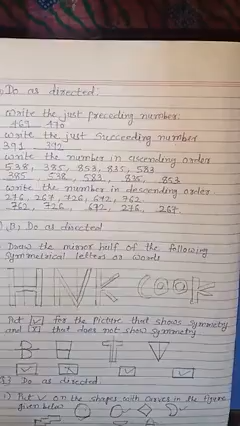 Do as directed:
Write the just preceding number
469 470
Write the just succeeding number
391 392
Write the number in ascending order
538, 385, 853, 835, 583
385, 538, 583, 835, 853
Write the number in descending order
276, 267, 726, 672, 762
762, 726, 672, 276, 267
B) Do as directed
Draw the mirror half of the following
Symmetrical letters or words
H N V K COOK
Put ✓ for the Picture that shows symmetry
and x that does not show symmetry
B H T V
✓ x ✓ ✓
Do as directed
1) Put ✓ on the shapes with curves in the figure
given below